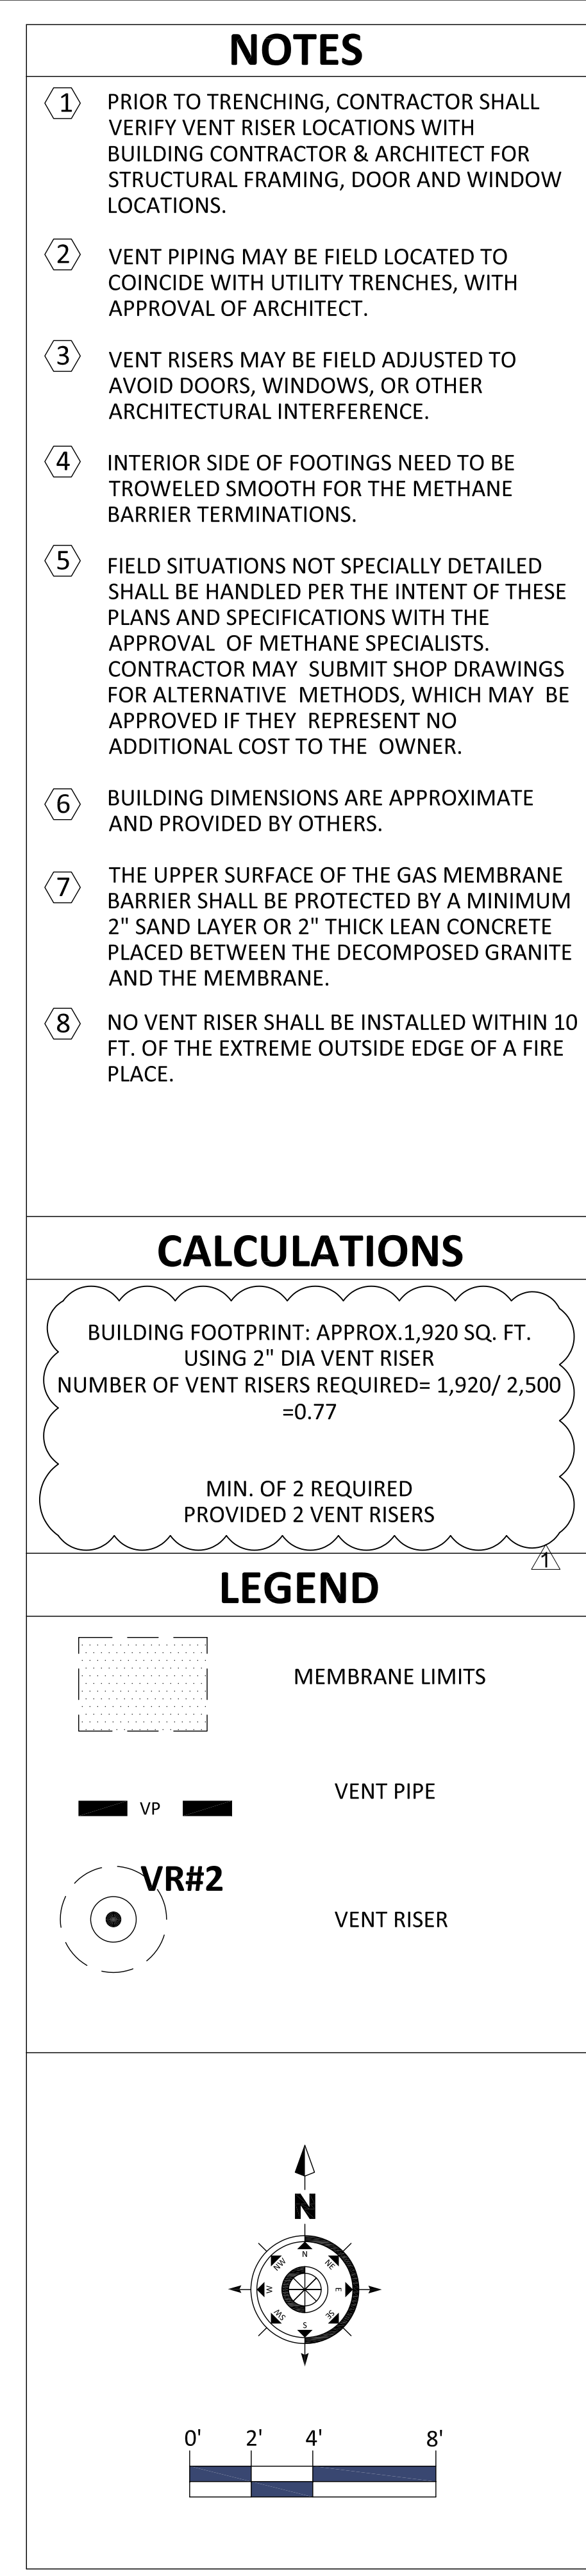 NOTES
1 PRIOR TO TRENCHING, CONTRACTOR SHALL
VERIFY VENT RISER LOCATIONS WITH
BUILDING CONTRACTOR & ARCHITECT FOR
STRUCTURAL FRAMING, DOOR AND WINDOW
LOCATIONS.
2 VENT PIPING MAY BE FIELD LOCATED TO
COINCIDE WITH UTILITY TRENCHES, WITH
APPROVAL OF ARCHITECT.
3 VENT RISERS MAY BE FIELD ADJUSTED TO
AVOID DOORS, WINDOWS, OR OTHER
ARCHITECTURAL INTERFERENCE.
4 INTERIOR SIDE OF FOOTINGS NEED TO BE
TROWELED SMOOTH FOR THE METHANE
BARRIER TERMINATIONS.
5 FIELD SITUATIONS NOT SPECIALLY DETAILED
SHALL BE HANDLED PER THE INTENT OF THESE
PLANS AND SPECIFICATIONS WITH THE
APPROVAL OF METHANE SPECIALISTS.
CONTRACTOR MAY SUBMIT SHOP DRAWINGS
FOR ALTERNATIVE METHODS, WHICH MAY BE
APPROVED IF THEY REPRESENT NO
ADDITIONAL COST TO THE OWNER.
6 BUILDING DIMENSIONS ARE APPROXIMATE
AND PROVIDED BY OTHERS.
7 THE UPPER SURFACE OF THE GAS MEMBRANE
BARRIER SHALL BE PROTECTED BY A MINIMUM
2" SAND LAYER OR 2" THICK LEAN CONCRETE
PLACED BETWEEN THE DECOMPOSED GRANITE
AND THE MEMBRANE.
8 NO VENT RISER SHALL BE INSTALLED WITHIN 10
FT. OF THE EXTREME OUTSIDE EDGE OF A FIRE
PLACE.
CALCULATIONS
BUILDING FOOTPRINT: APPROX.1,920 SQ. FT.
USING 2" DIA VENT RISER
NUMBER OF VENT RISERS REQUIRED= 1,920/ 2,500
=0.77
MIN. OF 2 REQUIRED
PROVIDED 2 VENT RISERS
1
LEGEND
MEMBRANE LIMITS
VP VENT PIPE
VR#2
VENT RISER
N
N
NW NE
W E
SW SE
S
0' 2' 4' 8'